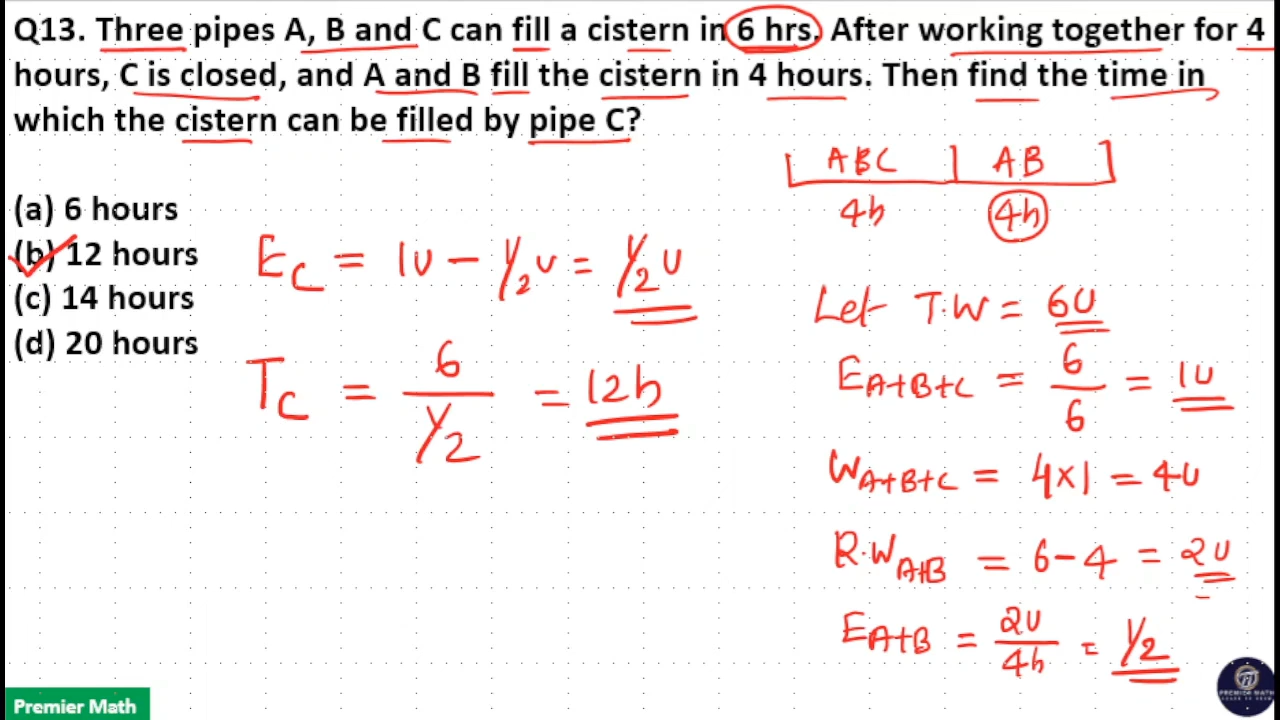 Q13. Three pipes A, B and C can fill a cistern in 6 hrs. After working together for 4
hours, C is closed, and A and B fill the cistern in 4 hours. Then find the time in
which the cistern can be filled by pipe C?
(a) 6 hours
(b) 12 hours
(c) 14 hours
(d) 20 hours
ABC AB
4h 4h
E_C = 1U - 1/2U = 1/2U
T_C = 6 / 1/2 = 12h
Let T.W = 6U
E_A+B+C = 6/6 = 1U
W_A+B+C = 4×1 = 4U
R.W_A+B = 6-4 = 2U
E_A+B = 2U/4h = 1/2
Premier Math
PREMIER MATH